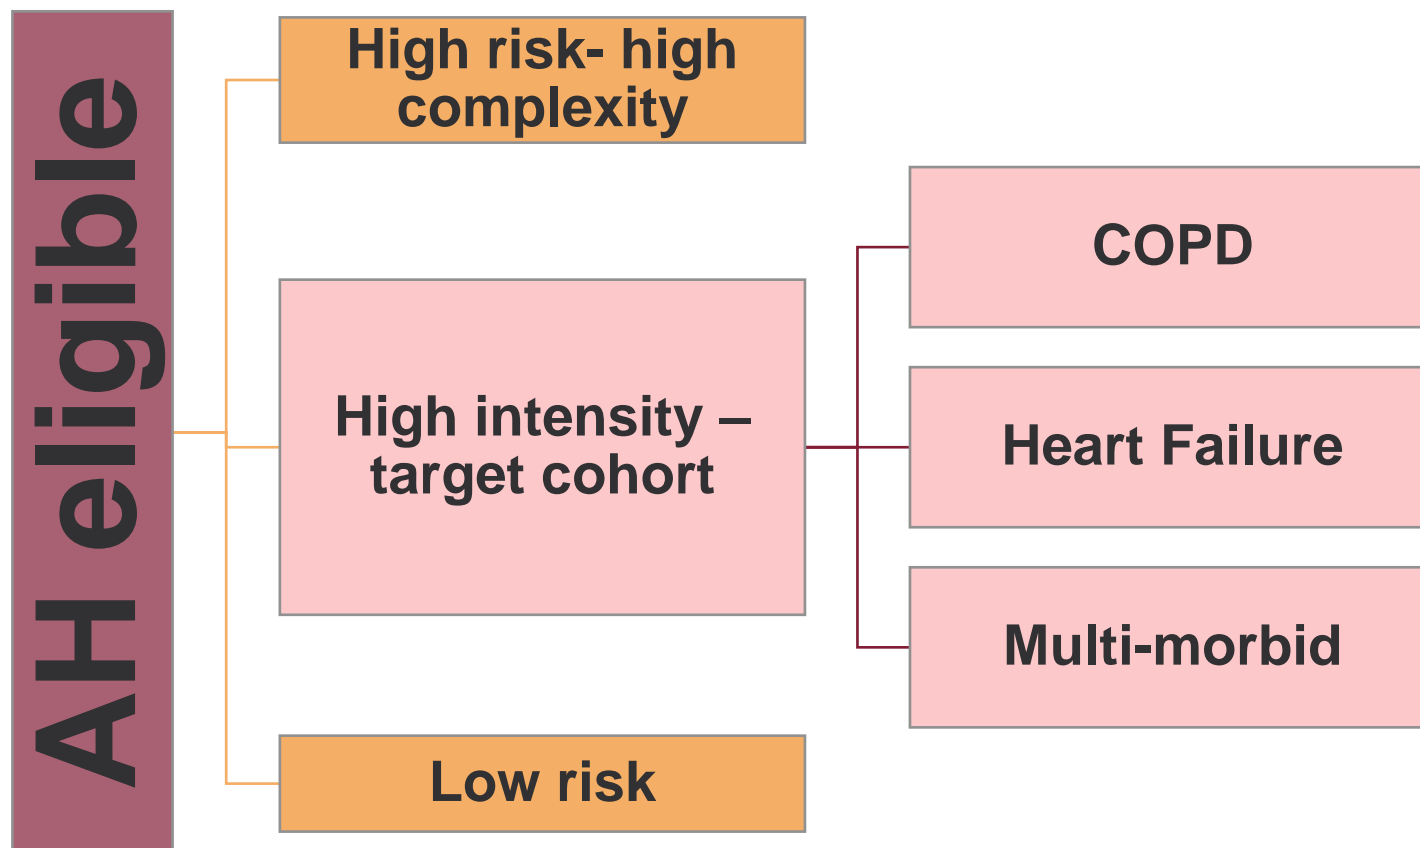 AH eligible
High risk- high
complexity
High intensity –
target cohort
Low risk
COPD
Heart Failure
Multi-morbid